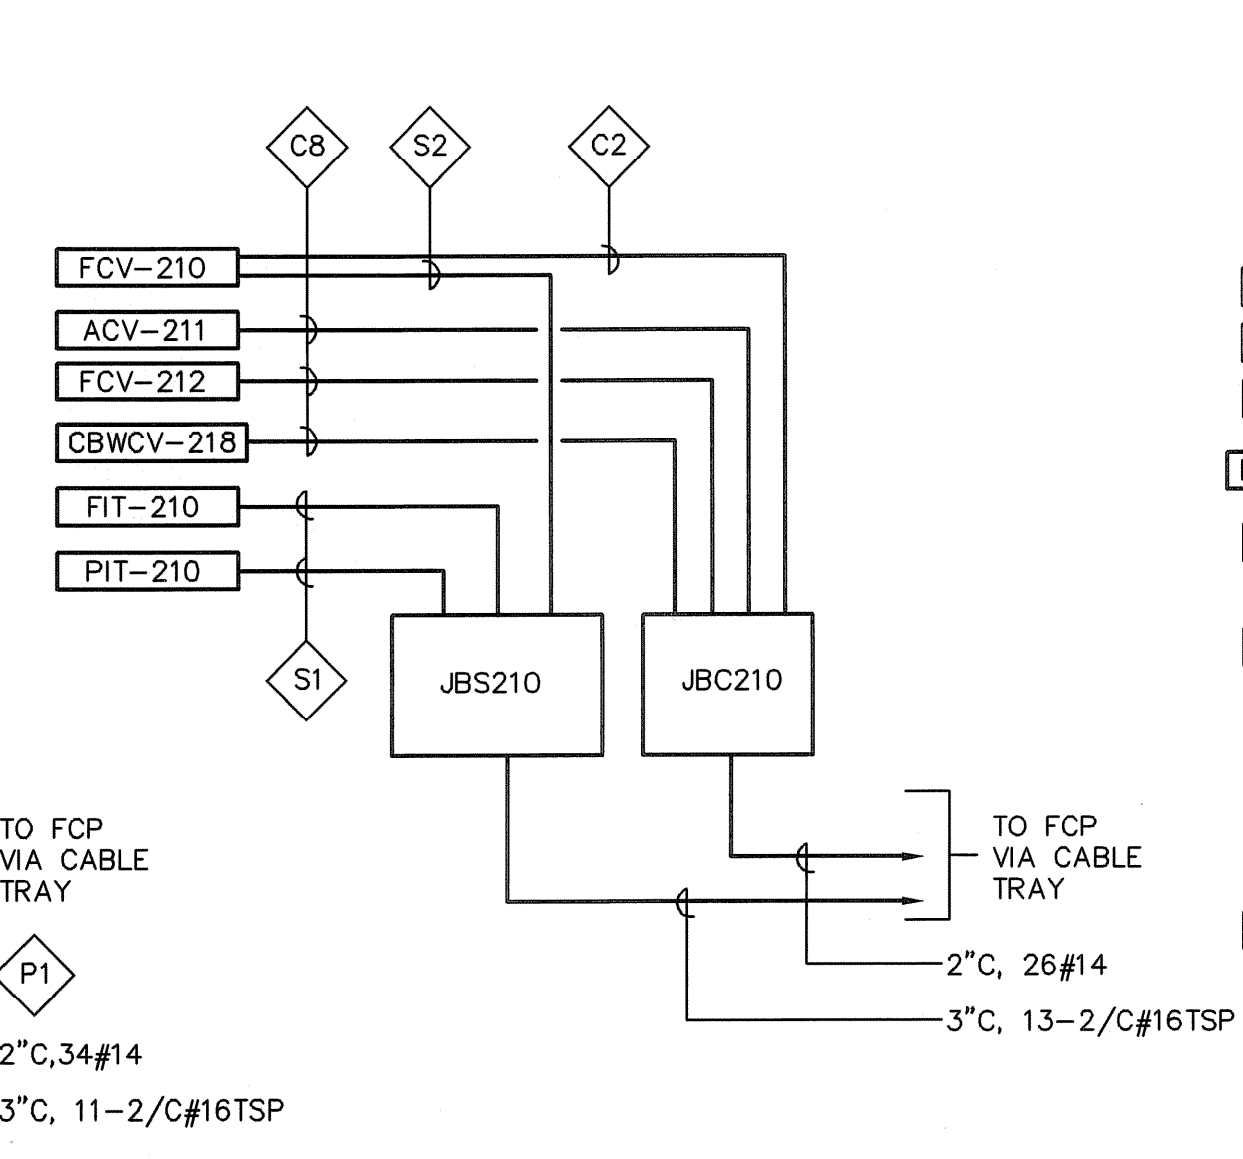 C8
S2
C2
FCV-210
ACV-211
FCV-212
CBWCV-218
FIT-210
PIT-210
S1
JBS210
JBC210
TO FCP
VIA CABLE
TRAY
TO FCP
VIA CABLE
TRAY
P1
2"C, 26#14
3"C, 13-2/C#16TSP
2"C,34#14
3"C, 11-2/C#16TSP